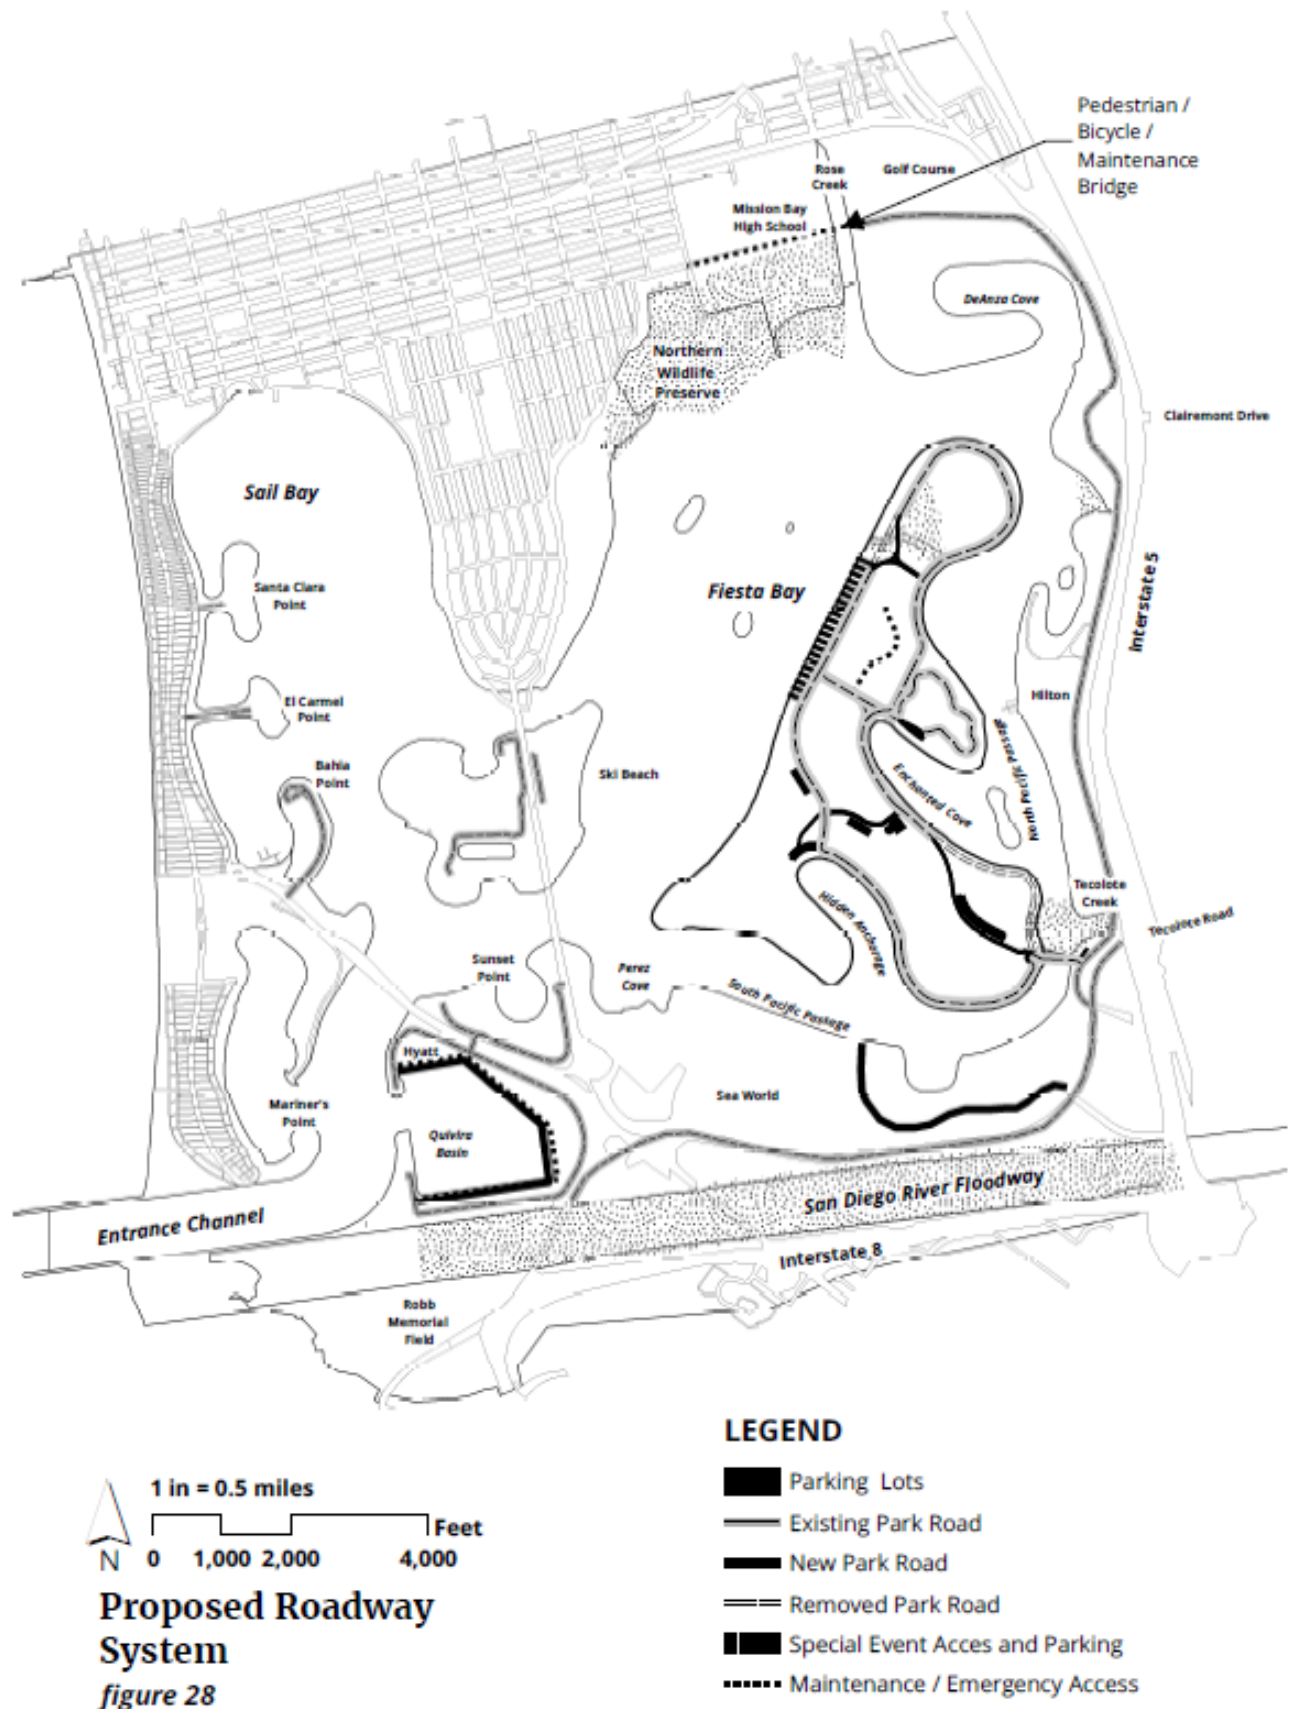 Pedestrian /
Bicycle /
Maintenance
Bridge
Rose
Creek
Golf Course
Mission Bay
High School
DeAnza Cove
Northern
Wildlife
Preserve
Clairemont Drive
Sail Bay
Santa Clara
Point
Fiesta Bay
Interstate 5
El Carmel
Point
Hilton
North Pacific Passage
Bahia
Point
Ski Beach
Enchanted Cove
Tecolote
Creek
Tecolote Road
Hidden Anchorage
Sunset
Point
Perez
Cove
South Pacific Passage
Hyatt
Sea World
Mariner's
Point
Quivira
Basin
San Diego River Floodway
Entrance Channel
Interstate 8
Robb
Memorial
Field
LEGEND
Parking Lots
Existing Park Road
New Park Road
Removed Park Road
Special Event Acces and Parking
Maintenance / Emergency Access
1 in = 0.5 miles
Feet
N 0 1,000 2,000 4,000
Proposed Roadway
System
figure 28